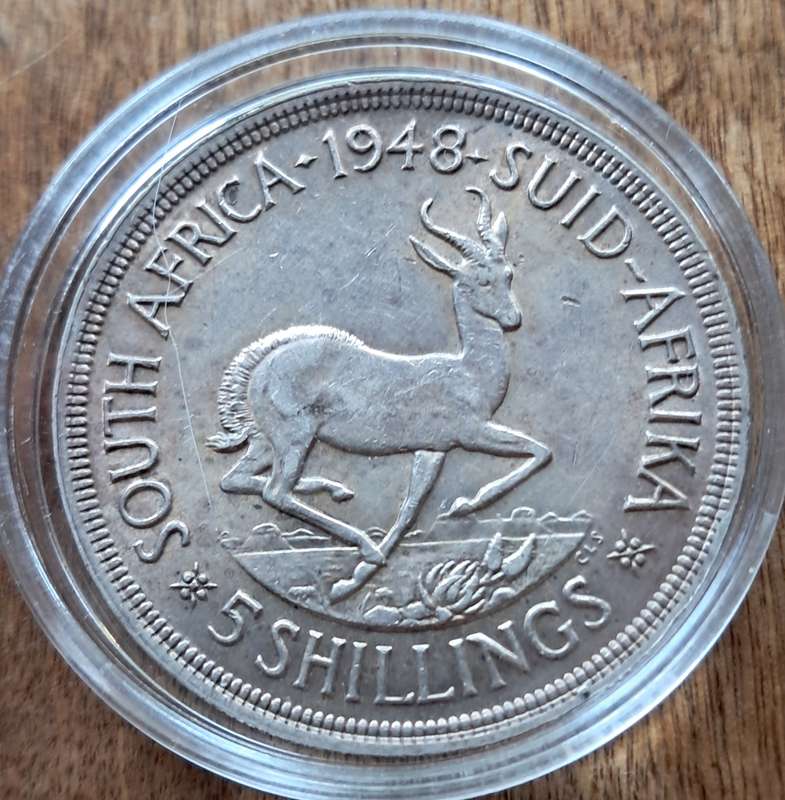 SOUTH AFRICA · 1948 · SUID-AFRIKA
5 SHILLINGS
CLS